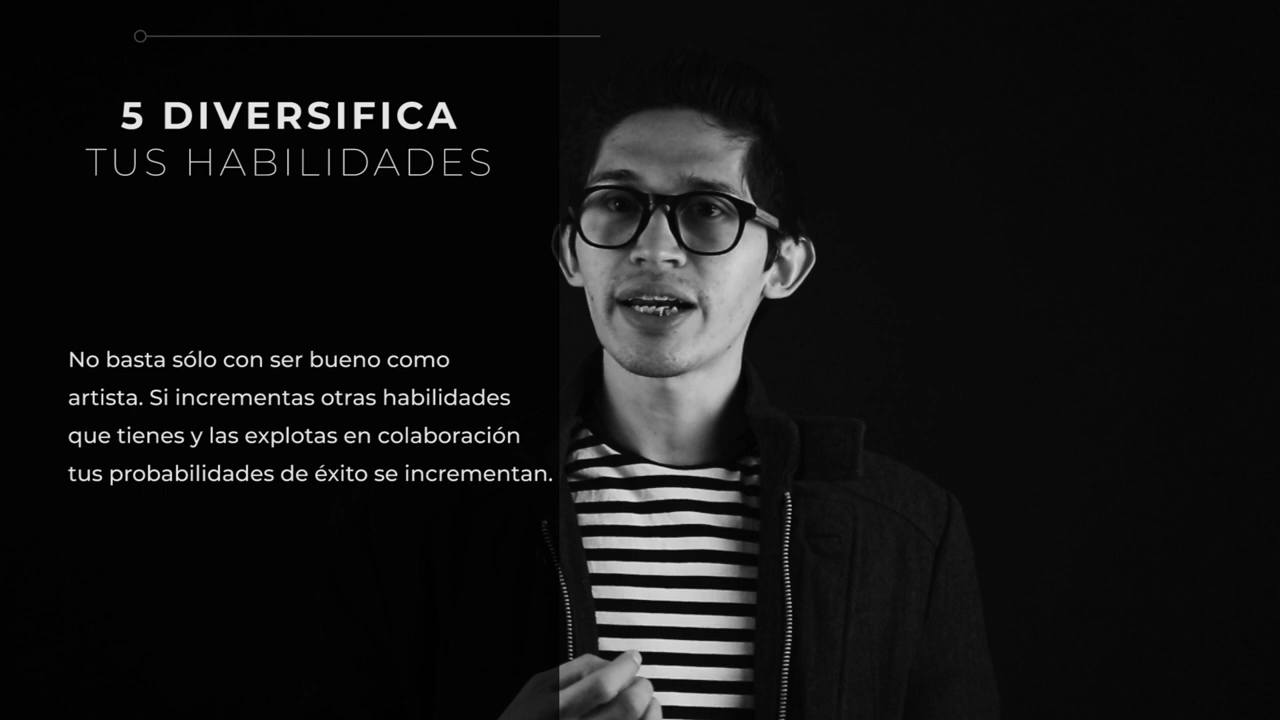 5 DIVERSIFICA
TUS HABILIDADES
No basta sólo con ser bueno como
artista. Si incrementas otras habilidades
que tienes y las explotas en colaboración
tus probabilidades de éxito se incrementan.